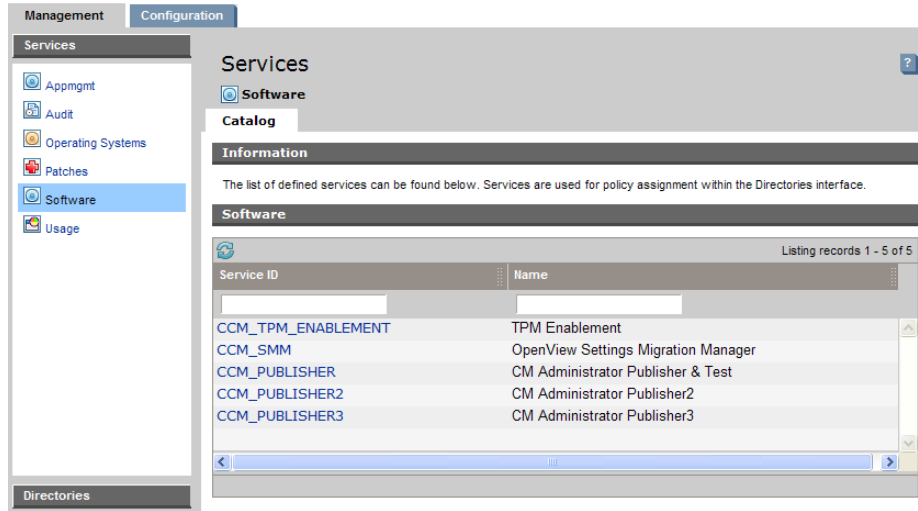 Management Configuration
Services
Appmgmt
Audit
Operating Systems
Patches
Software
Usage
Directories
Services
?
Software
Catalog
Information
The list of defined services can be found below. Services are used for policy assignment within the Directories interface.
Software
Listing records 1 - 5 of 5
Service ID Name
CCM_TPM_ENABLEMENT TPM Enablement
CCM_SMM OpenView Settings Migration Manager
CCM_PUBLISHER CM Administrator Publisher & Test
CCM_PUBLISHER2 CM Administrator Publisher2
CCM_PUBLISHER3 CM Administrator Publisher3